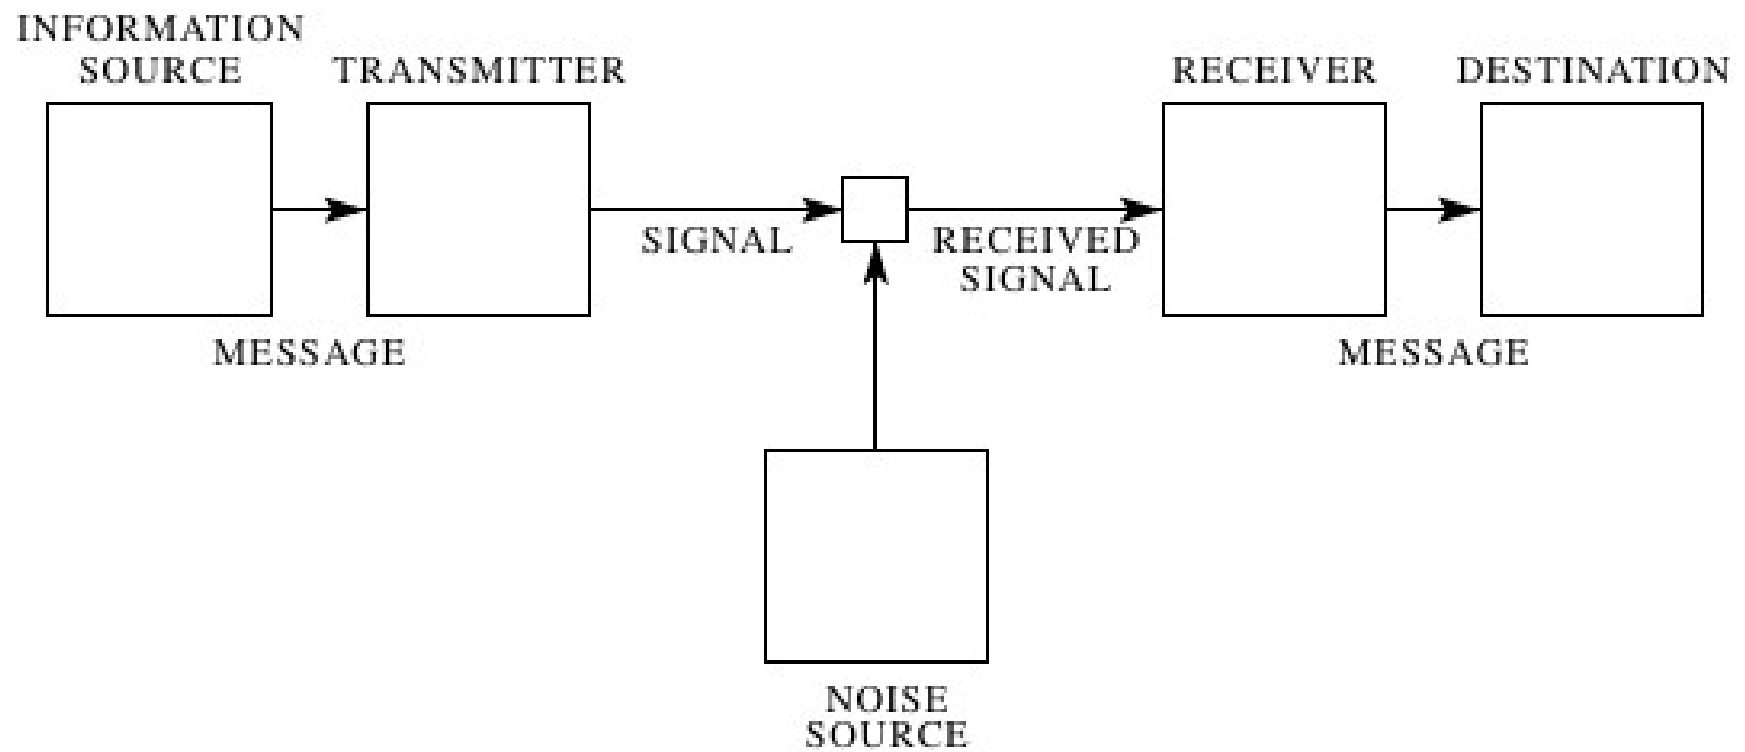 INFORMATION
SOURCE
TRANSMITTER
RECEIVER
DESTINATION
SIGNAL
RECEIVED
SIGNAL
MESSAGE
MESSAGE
NOISE
SOURCE